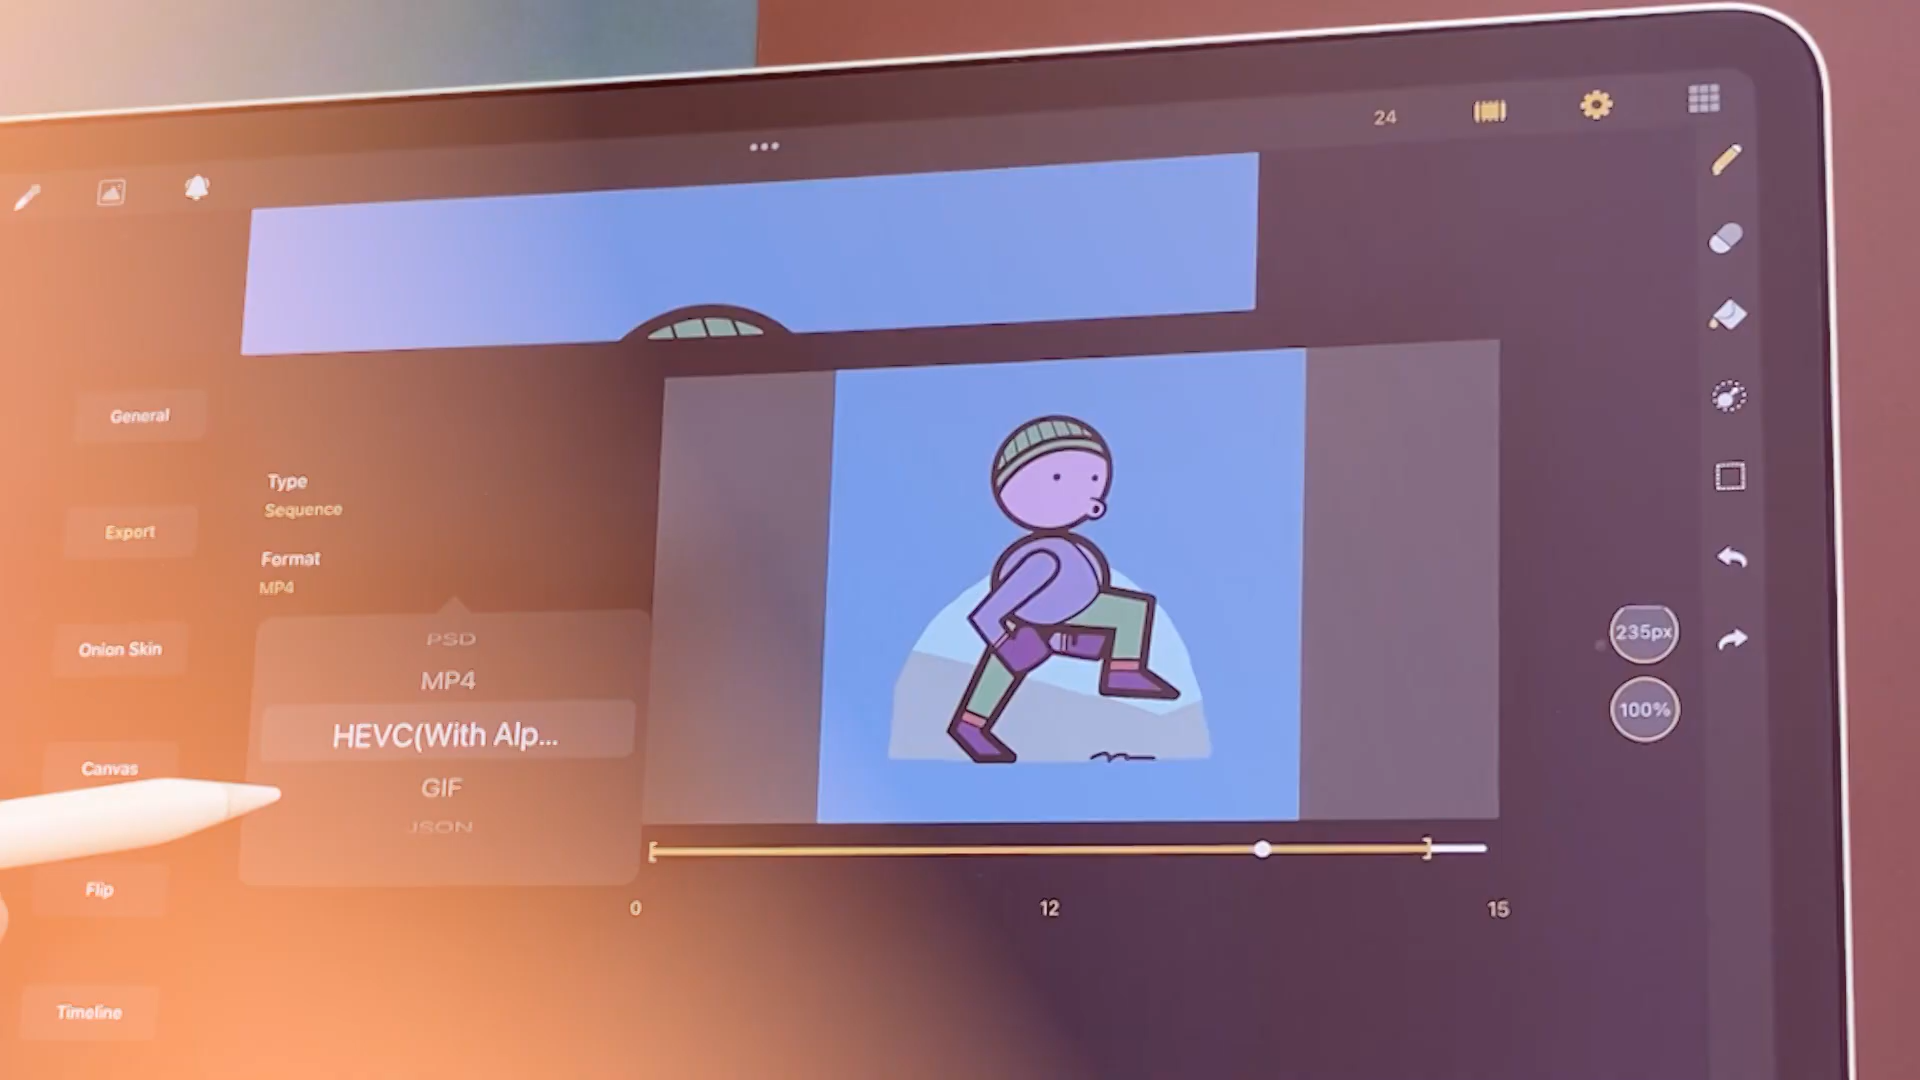 24
General
Export
Onion Skin
Canvas
Flip
Timeline
Type
Sequence
Format
MP4
PSD
MP4
HEVC(With Alp...
GIF
JSON
0
12
15
235px
100%